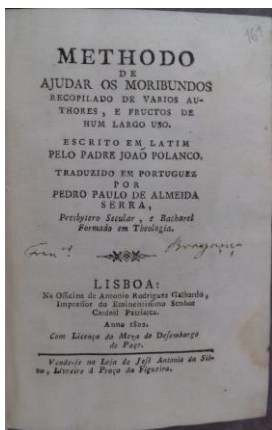 161
METHODO
DE
AJUDAR OS MORIBUNDOS
RECOPILADO DE VARIOS AU-
THORES, E FRUCTOS DE
HUM LARGO USO.
ESCRITO EM LATIM
PELO PADRE JOAÕ POLANCO.
TRADUZIDO EM PORTUGUEZ
POR
PEDRO PAULO DE ALMEIDA
SERRA,
Presbytero Secular, e Bacharel
Formado em Theologia.
Bragança
LISBOA:
Na Officina de Antonio Rodrigues Galhardo,
Impressor do Eminentissimo Senhor
Cardeal Patriarca.
Anno 1802.
Com Licença da Meza do Desembargo
do Paço.
Vende-se na Loja de José Antonio da Sil-
va, Livreiro á Praça da Figueira.